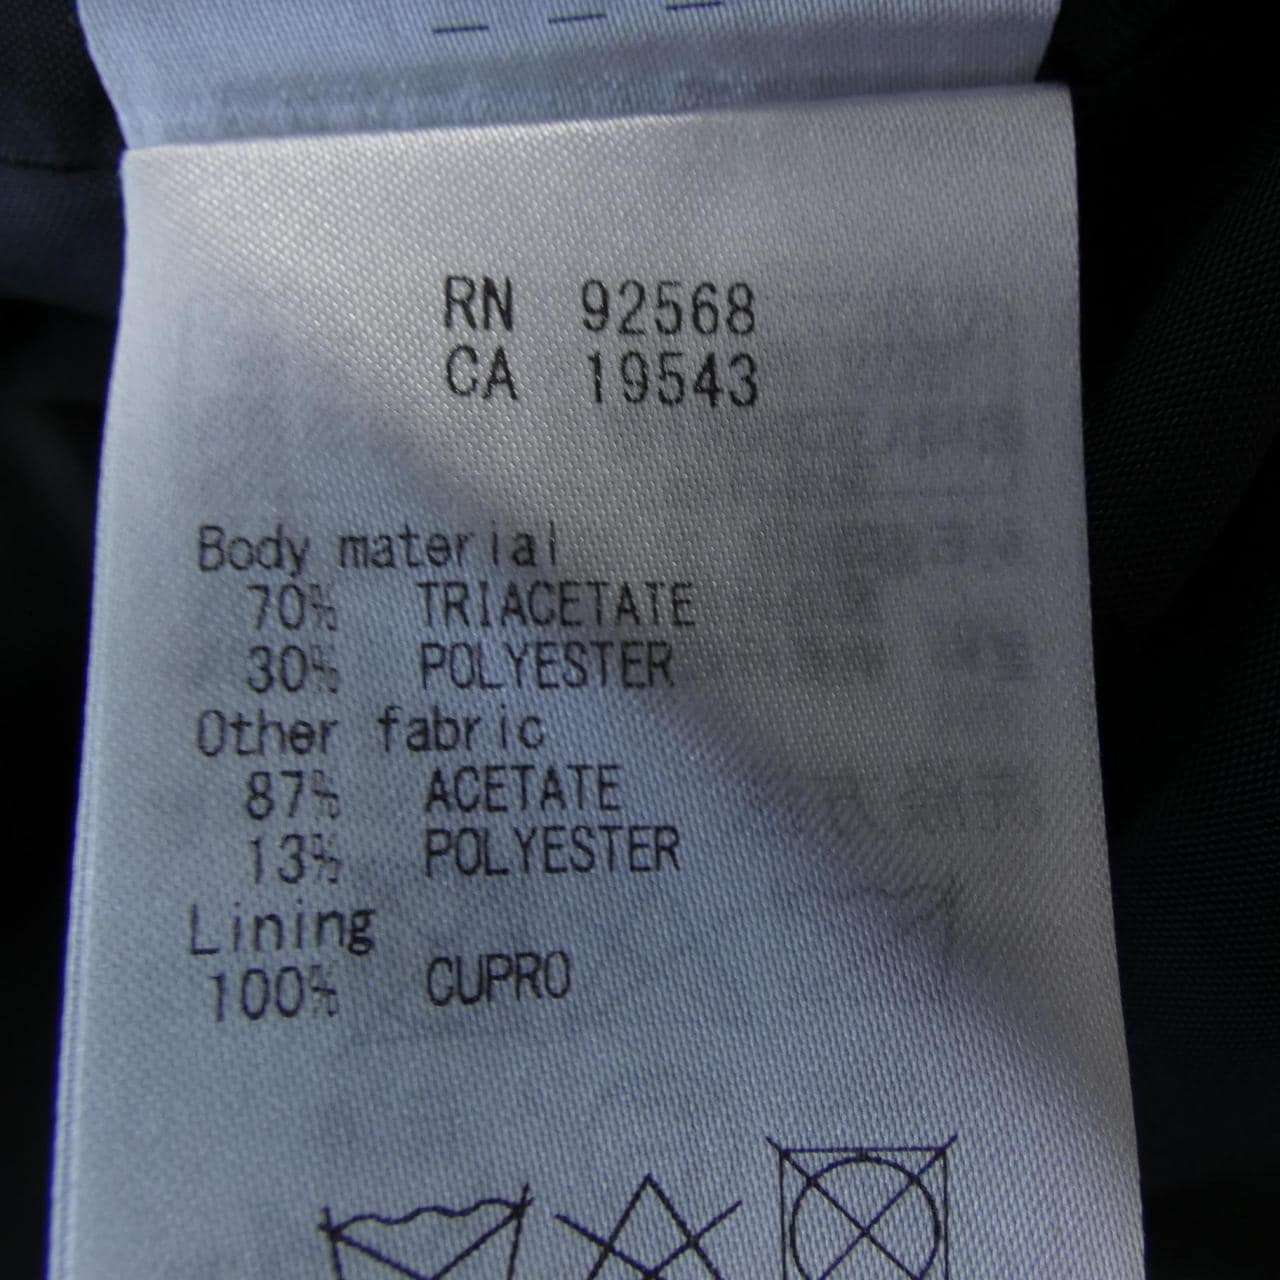 RN 92568
CA 19543
Body material
70% TRIACETATE
30% POLYESTER
Other fabric
87% ACETATE
13% POLYESTER
Lining
100% CUPRO